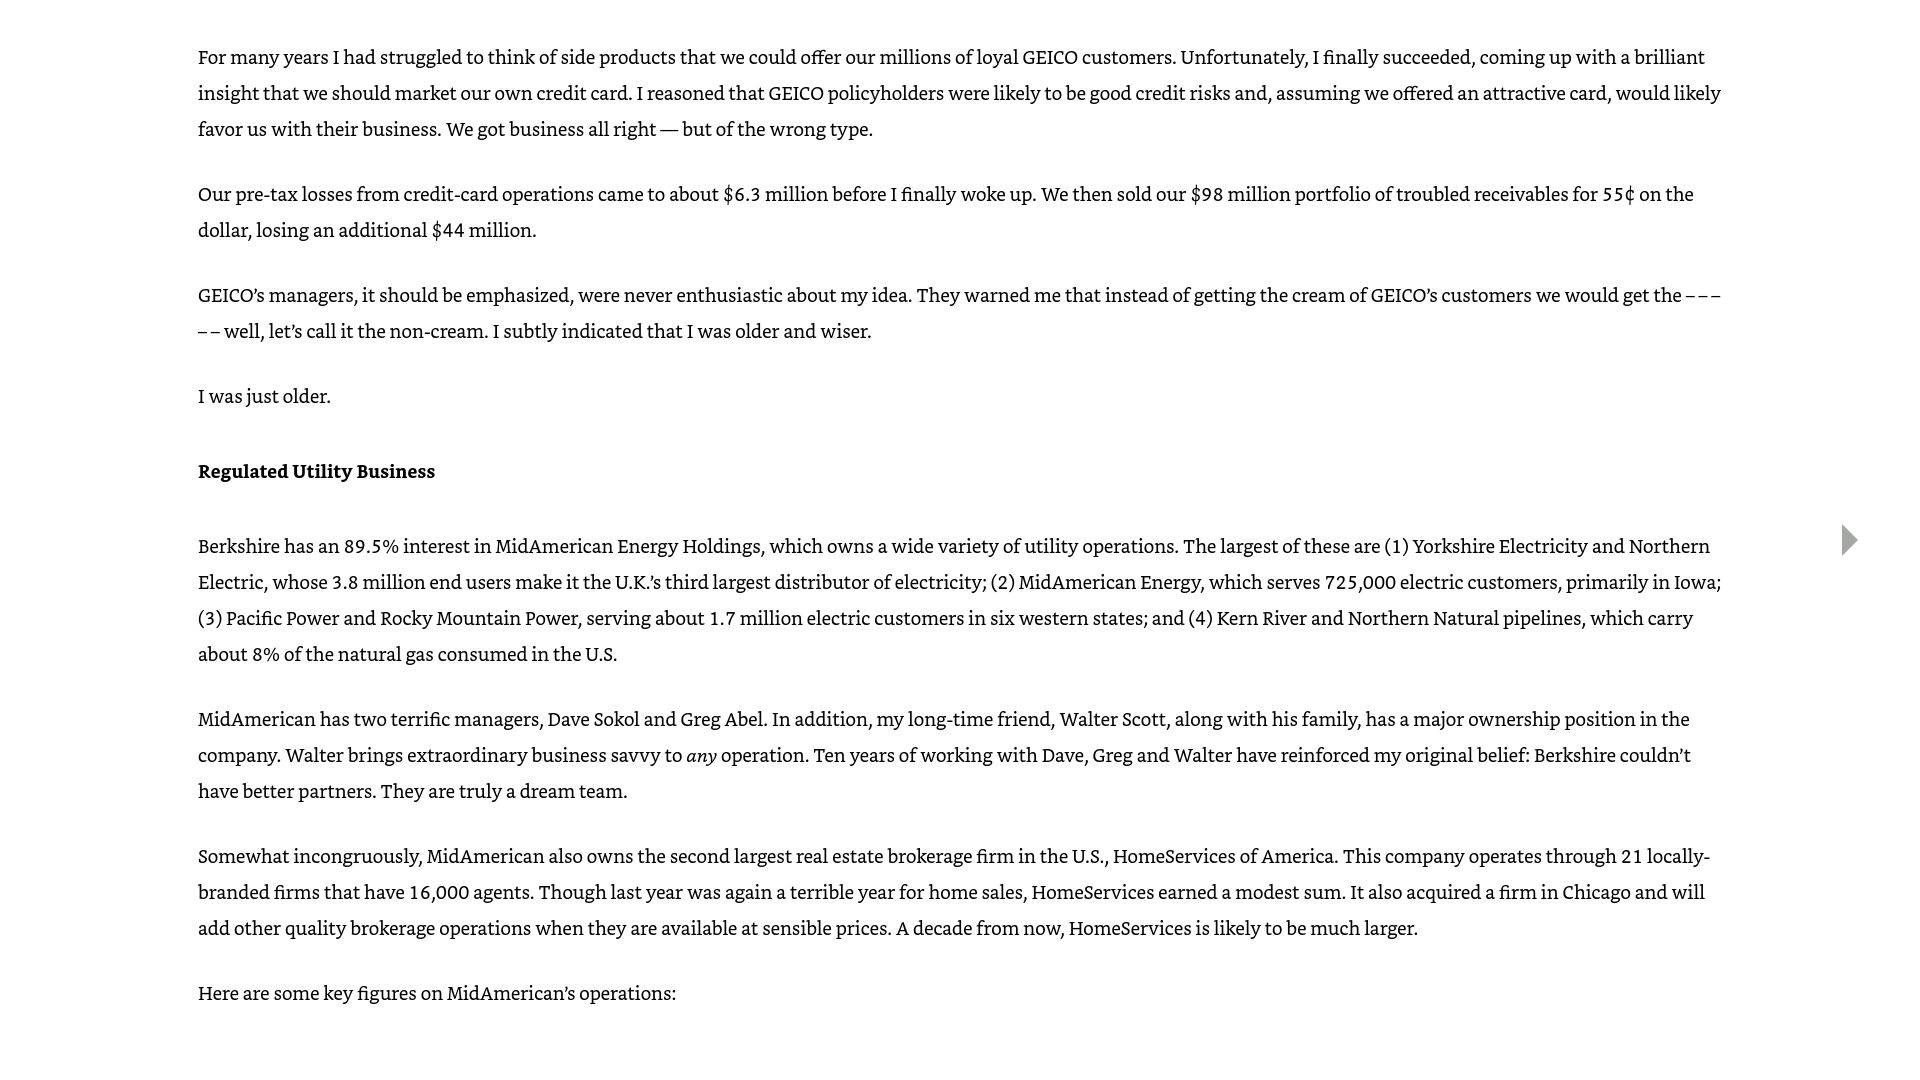 For many years I had struggled to think of side products that we could offer our millions of loyal GEICO customers. Unfortunately, I finally succeeded, coming up with a brilliant
insight that we should market our own credit card. I reasoned that GEICO policyholders were likely to be good credit risks and, assuming we offered an attractive card, would likely
favor us with their business. We got business all right — but of the wrong type.
Our pre-tax losses from credit-card operations came to about $6.3 million before I finally woke up. We then sold our $98 million portfolio of troubled receivables for 55¢ on the
dollar, losing an additional $44 million.
GEICO’s managers, it should be emphasized, were never enthusiastic about my idea. They warned me that instead of getting the cream of GEICO’s customers we would get the – – –
– – well, let’s call it the non-cream. I subtly indicated that I was older and wiser.
I was just older.
Regulated Utility Business
Berkshire has an 89.5% interest in MidAmerican Energy Holdings, which owns a wide variety of utility operations. The largest of these are (1) Yorkshire Electricity and Northern
Electric, whose 3.8 million end users make it the U.K.’s third largest distributor of electricity; (2) MidAmerican Energy, which serves 725,000 electric customers, primarily in Iowa;
(3) Pacific Power and Rocky Mountain Power, serving about 1.7 million electric customers in six western states; and (4) Kern River and Northern Natural pipelines, which carry
about 8% of the natural gas consumed in the U.S.
MidAmerican has two terrific managers, Dave Sokol and Greg Abel. In addition, my long-time friend, Walter Scott, along with his family, has a major ownership position in the
company. Walter brings extraordinary business savvy to any operation. Ten years of working with Dave, Greg and Walter have reinforced my original belief: Berkshire couldn’t
have better partners. They are truly a dream team.
Somewhat incongruously, MidAmerican also owns the second largest real estate brokerage firm in the U.S., HomeServices of America. This company operates through 21 locally-
branded firms that have 16,000 agents. Though last year was again a terrible year for home sales, HomeServices earned a modest sum. It also acquired a firm in Chicago and will
add other quality brokerage operations when they are available at sensible prices. A decade from now, HomeServices is likely to be much larger.
Here are some key figures on MidAmerican’s operations: